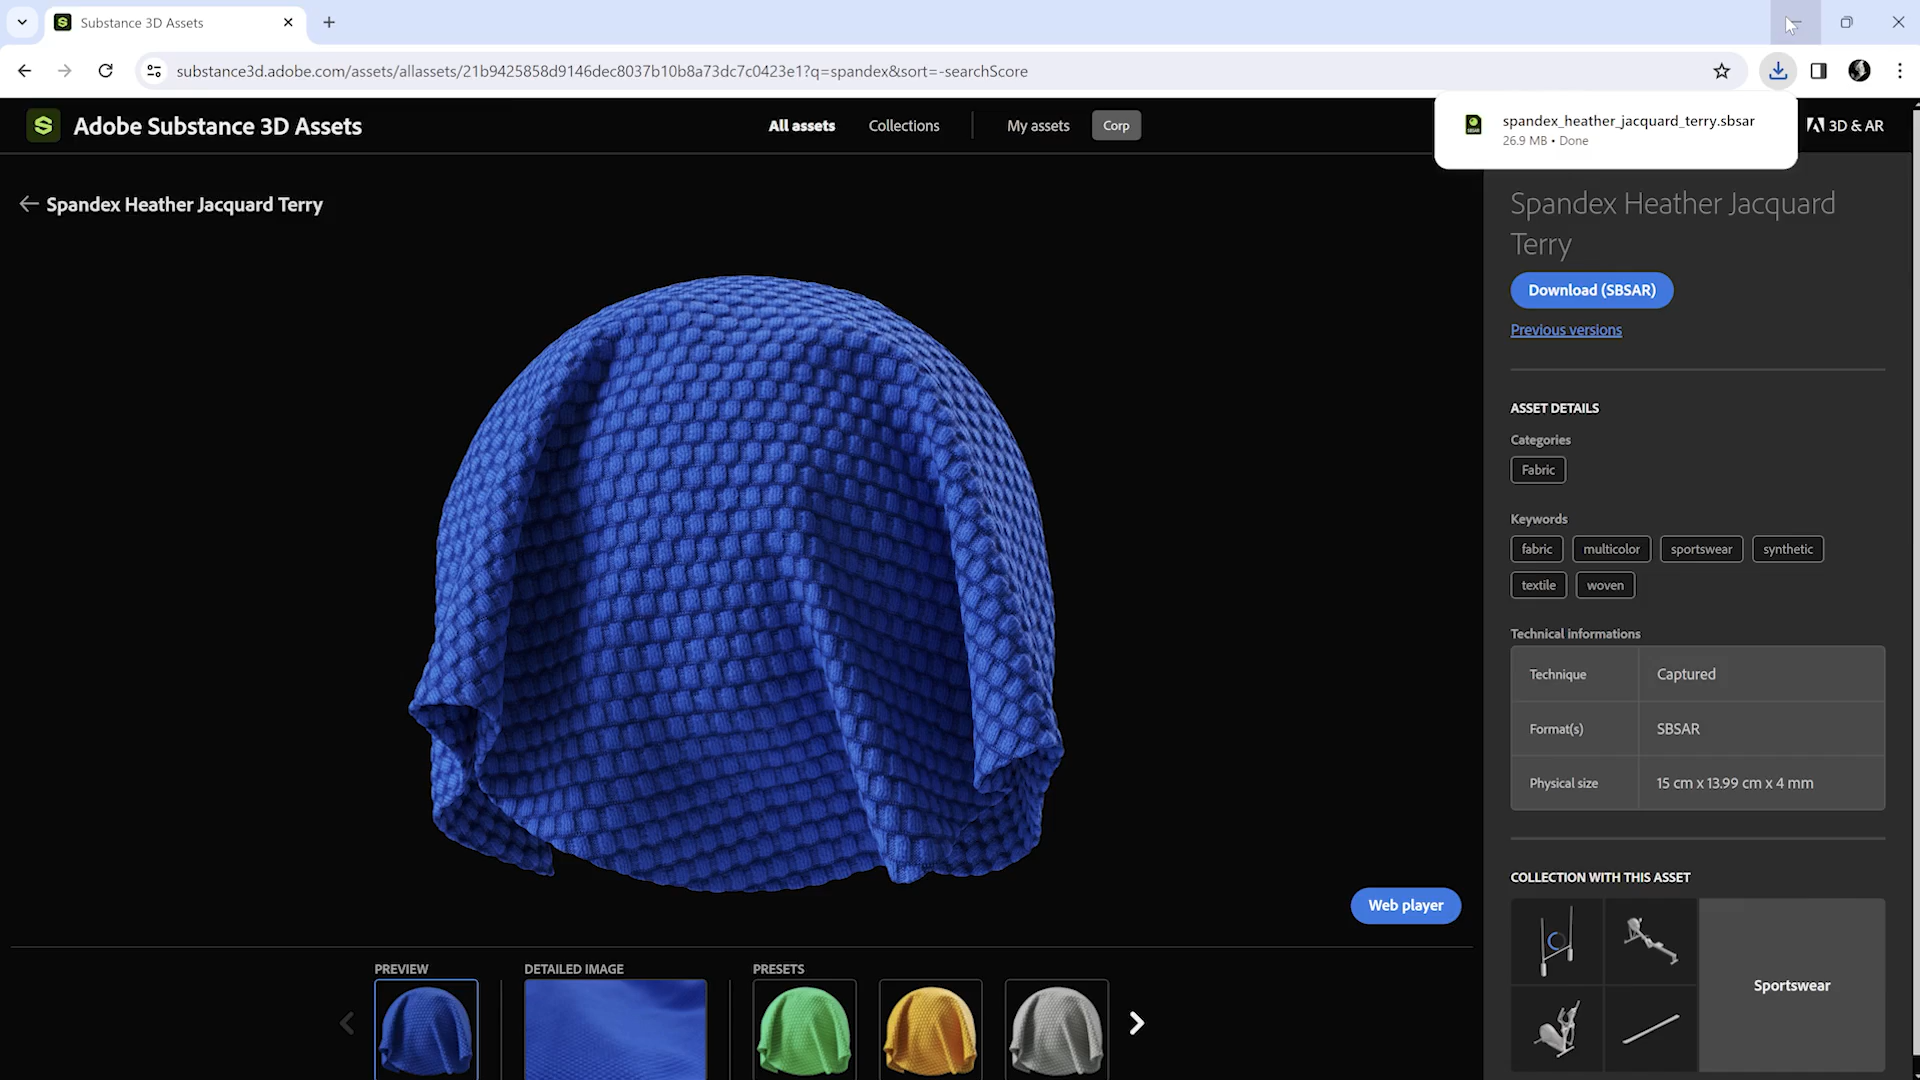 Substance 3D Assets
substance3d.adobe.com/assets/allassets/21b9425858d9146dec8037b10b8a73dc7c0423e1?q=spandex&sort=-searchScore
spandex_heather_jacquard_terry.sbsar
26.9 MB • Done
Adobe Substance 3D Assets
All assets
Collections
My assets
Corp
3D & AR
Spandex Heather Jacquard Terry
Spandex Heather Jacquard
Terry
Download (SBSAR)
Previous versions
ASSET DETAILS
Categories
Fabric
Keywords
fabric multicolor sportswear synthetic
textile woven
Technical informations
Technique Captured
Format(s) SBSAR
Physical size 15 cm x 13.99 cm x 4 mm
COLLECTION WITH THIS ASSET
Sportswear
Web player
PREVIEW
DETAILED IMAGE
PRESETS